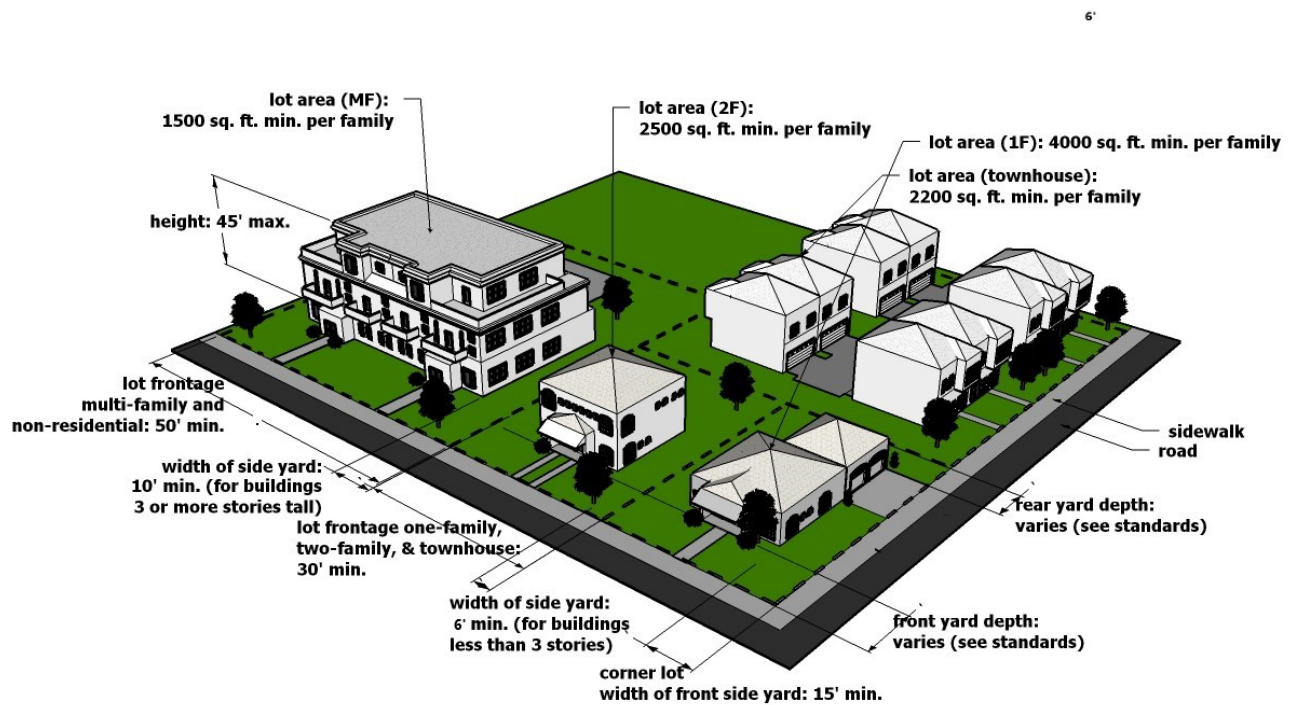 6'
lot area (MF):
1500 sq. ft. min. per family
lot area (2F):
2500 sq. ft. min. per family
lot area (1F): 4000 sq. ft. min. per family
lot area (townhouse):
2200 sq. ft. min. per family
height: 45' max.
lot frontage
multi-family and
non-residential: 50' min.
sidewalk
road
width of side yard:
10' min. (for buildings
3 or more stories tall)
rear yard depth:
varies (see standards)
lot frontage one-family,
two-family, & townhouse:
30' min.
width of side yard:
6' min. (for buildings
less than 3 stories)
front yard depth:
varies (see standards)
corner lot
width of front side yard: 15' min.